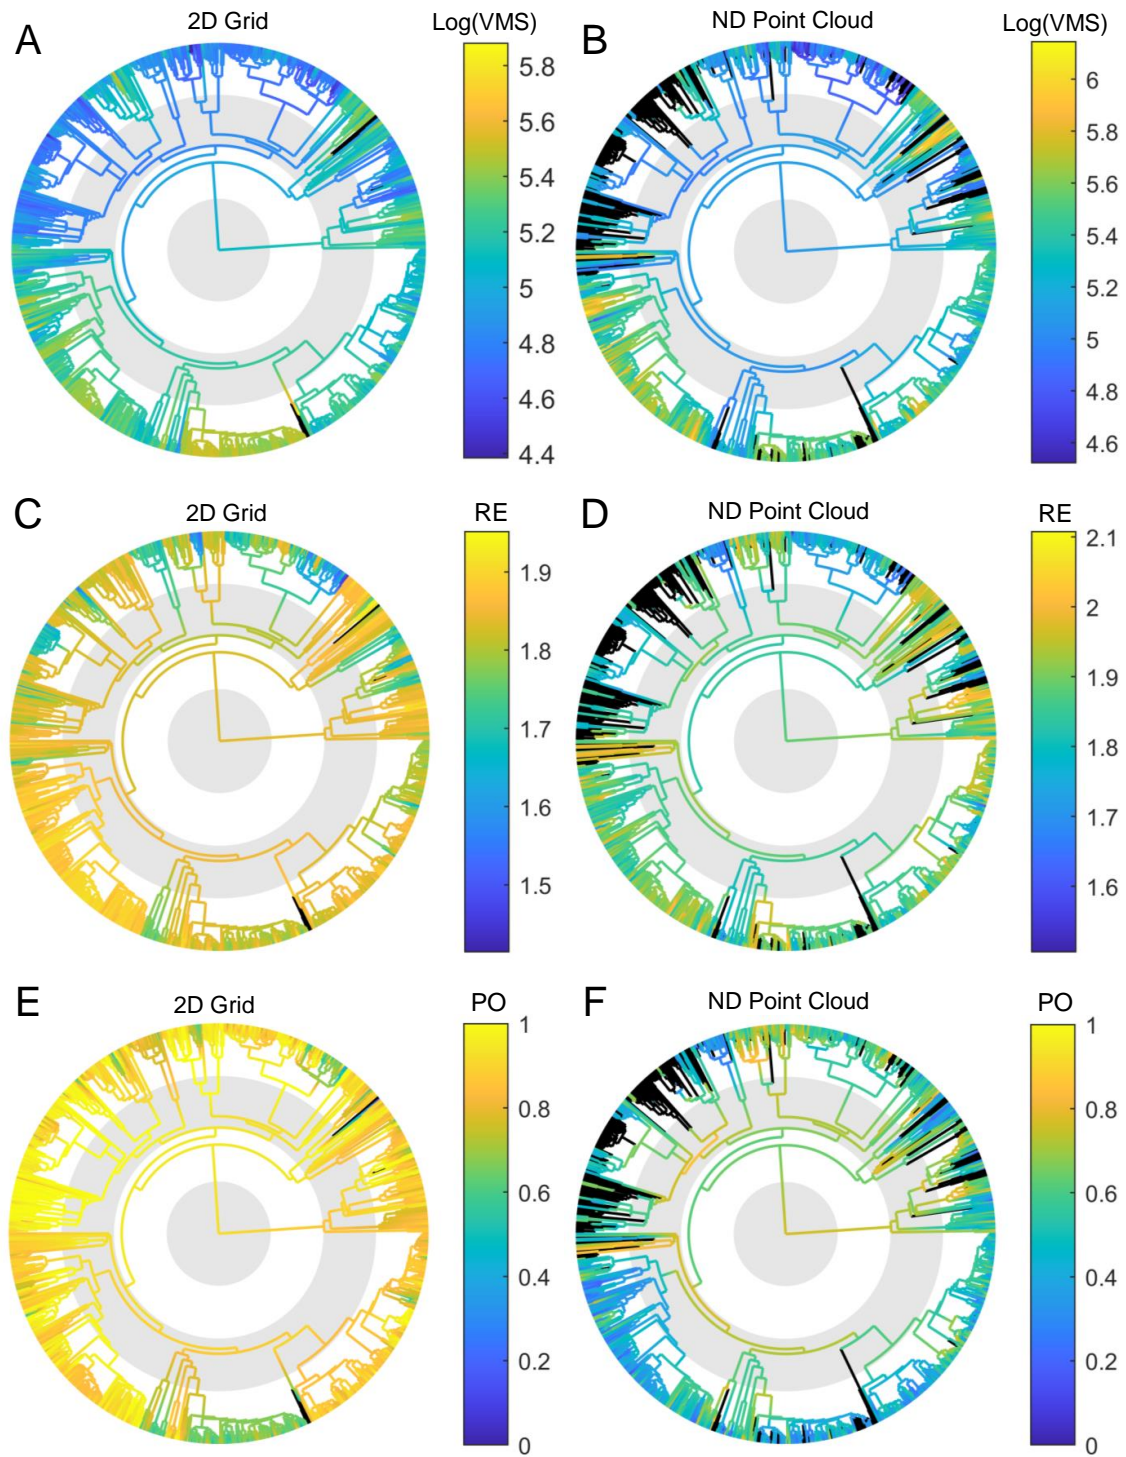 A
2D Grid
Log(VMS)
5.8
5.6
5.4
5.2
5
4.8
4.6
4.4
B
ND Point Cloud
Log(VMS)
6
5.8
5.6
5.4
5.2
5
4.8
4.6
C
2D Grid
RE
1.9
1.8
1.7
1.6
1.5
D
ND Point Cloud
RE
2.1
2
1.9
1.8
1.7
1.6
E
2D Grid
PO
1
0.8
0.6
0.4
0.2
0
F
ND Point Cloud
PO
1
0.8
0.6
0.4
0.2
0